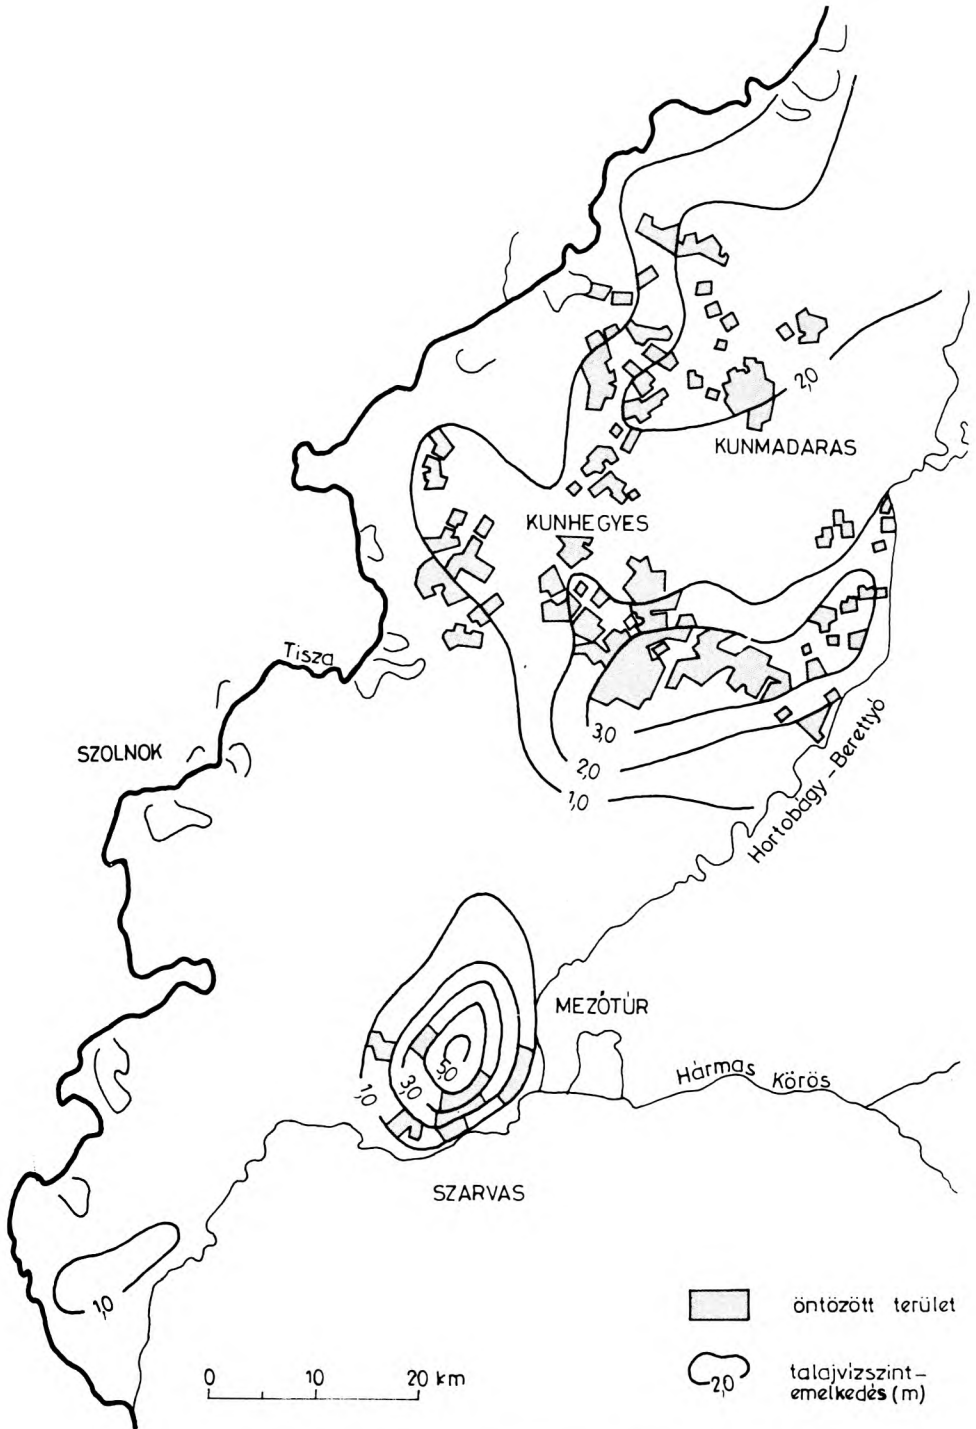 2,0
KUNMADARAS
KUNHEGYES
Tisza
3,0
SZOLNOK
2,0
1,0
Hortobágy – Berettyó
MEZŐTÚR
5,0
3,0
1,0
Hármas Körös
SZARVAS
1,0
öntözött terület
0 10 20 km
2,0
talajvízszint-
emelkedés (m)